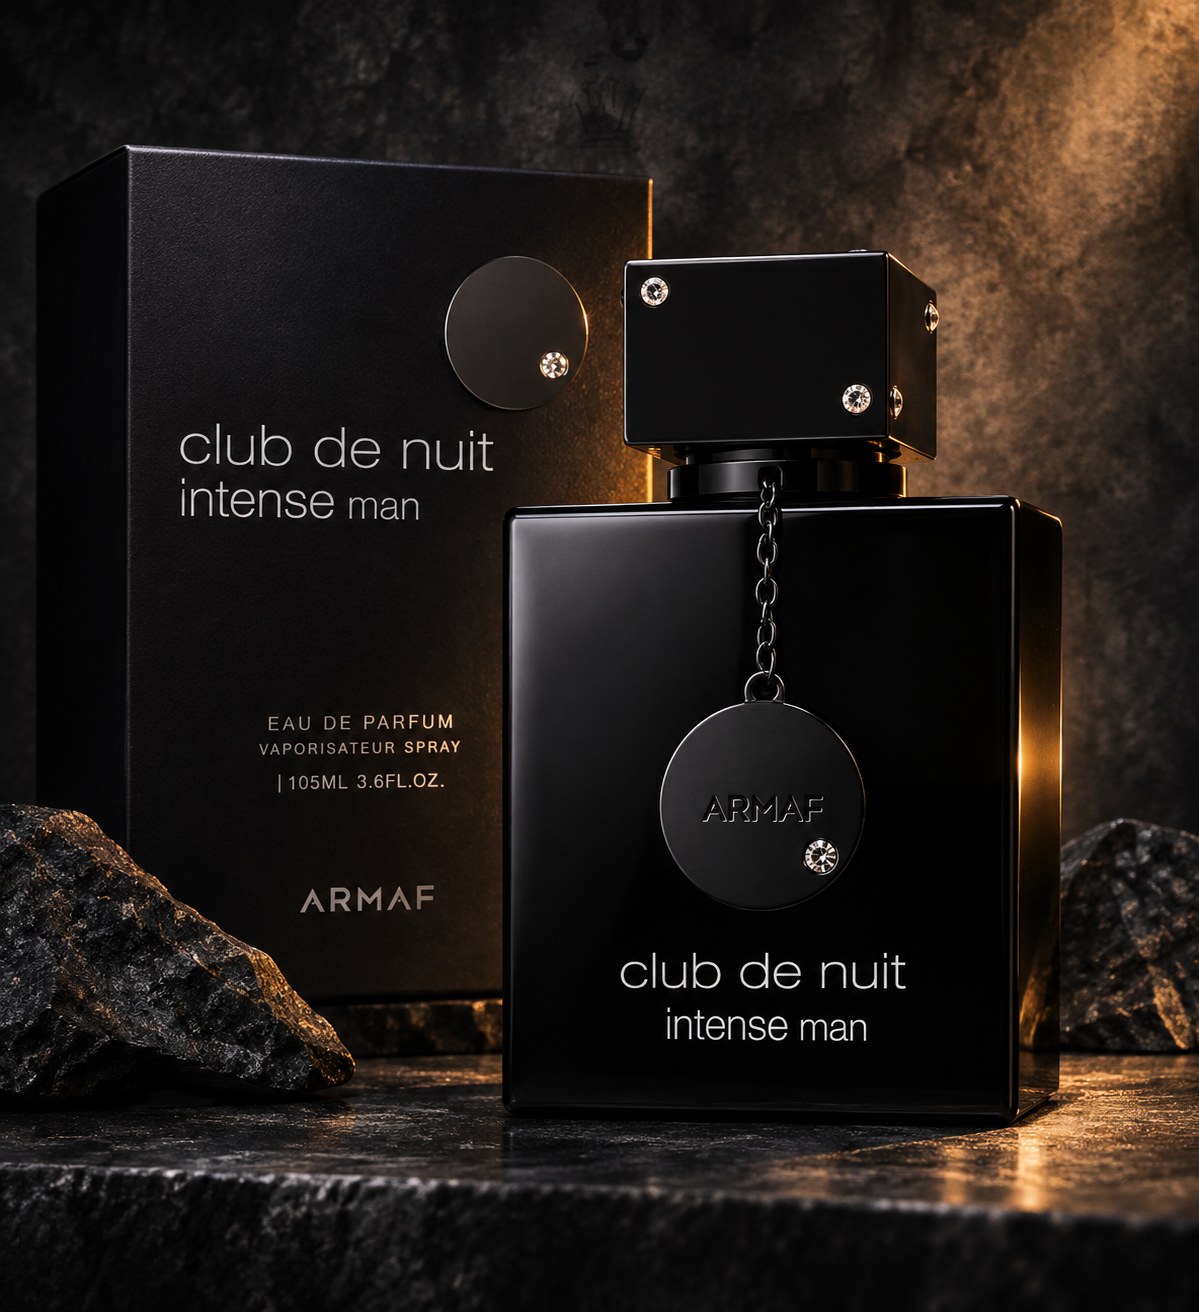 club de nuit
intense man
EAU DE PARFUM
VAPORISATEUR SPRAY
| 105ML 3.6FL.OZ.
ARMAF
ARMAF
club de nuit
intense man